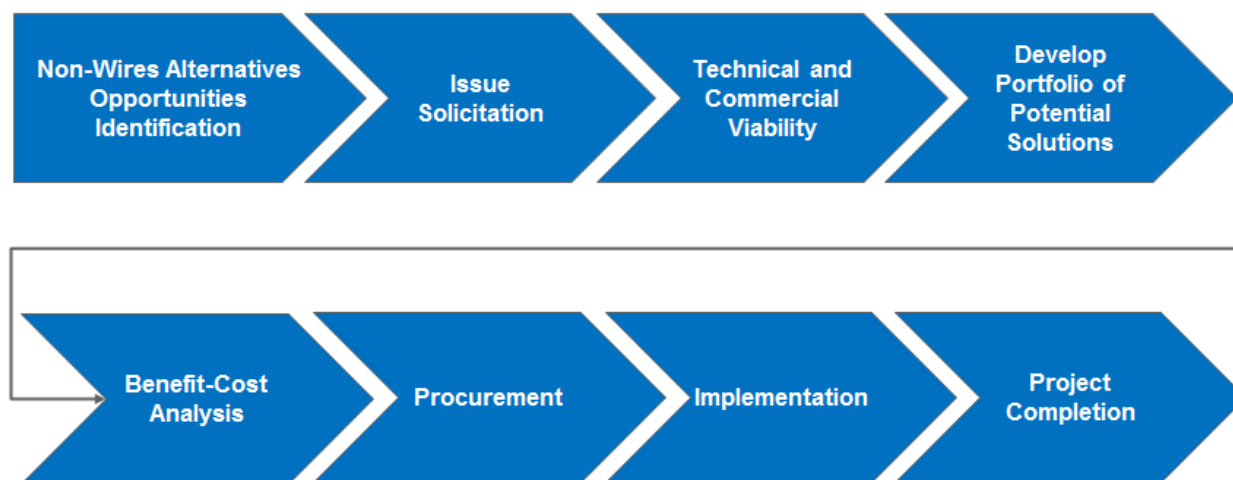 Non-Wires Alternatives
Opportunities
Identification
Issue
Solicitation
Technical and
Commercial
Viability
Develop
Portfolio of
Potential
Solutions
Benefit-Cost
Analysis
Procurement
Implementation
Project
Completion